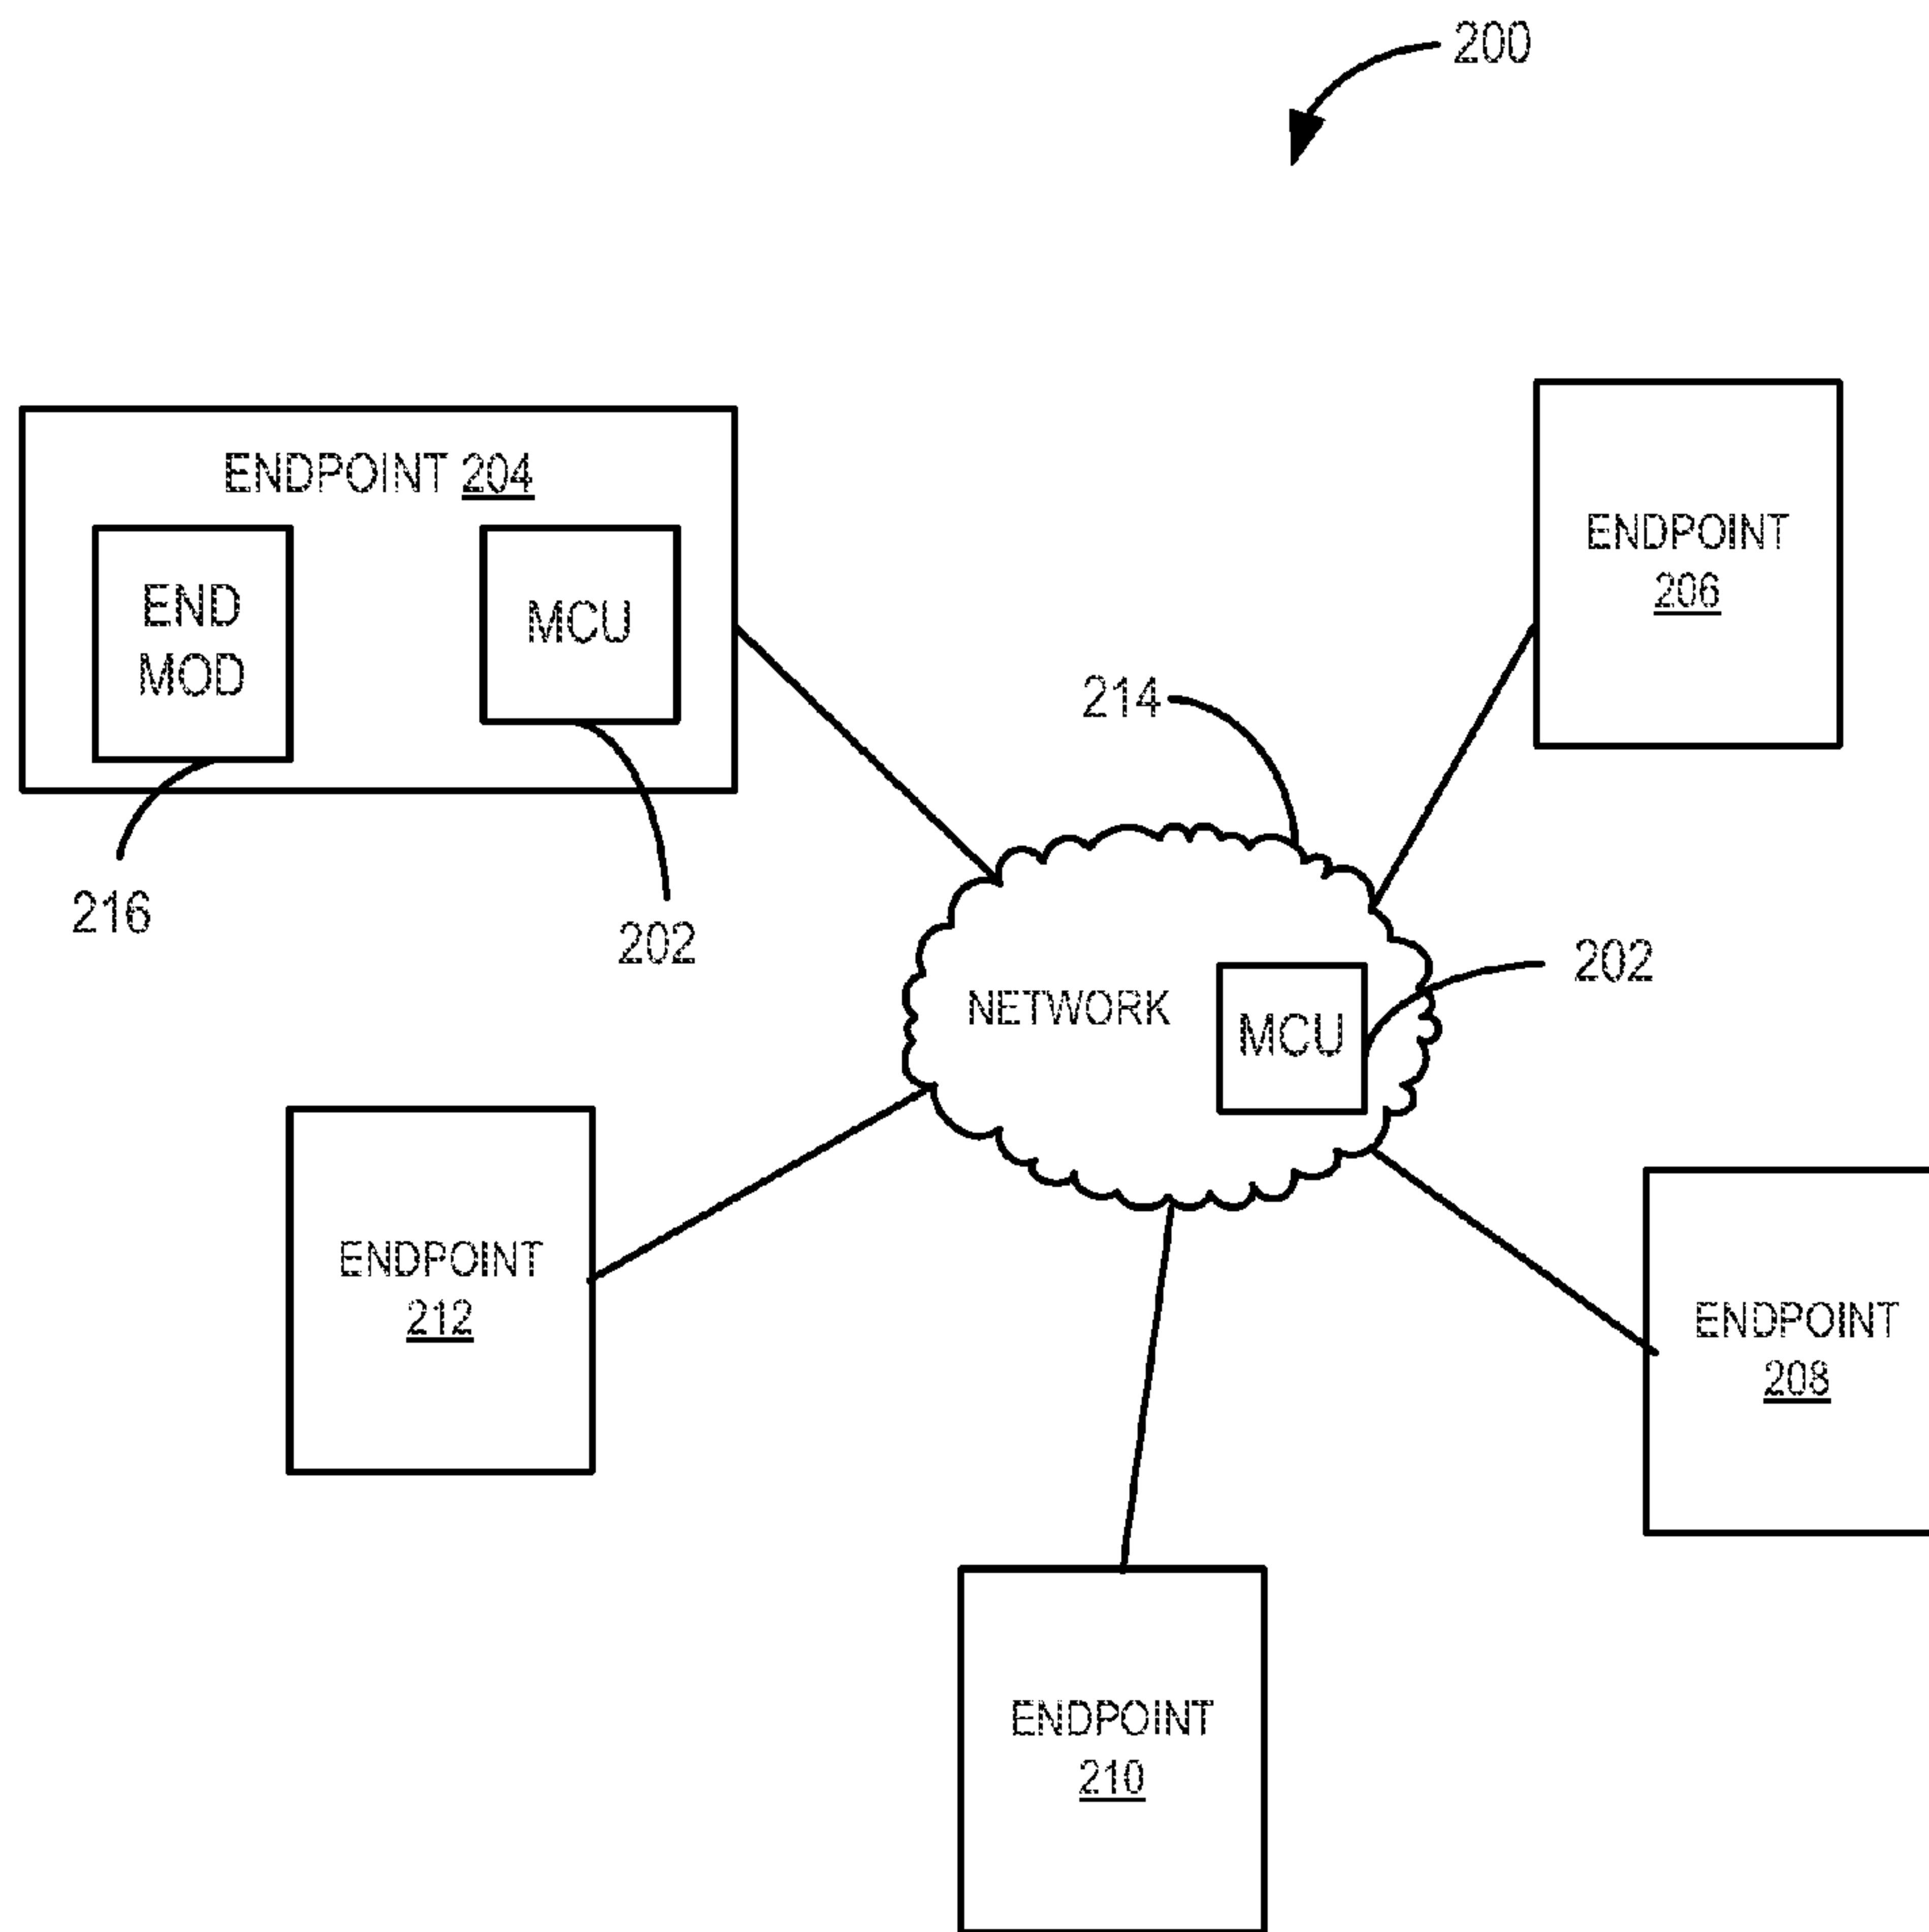 200
ENDPOINT 204
END
MOD
MCU
216
202
ENDPOINT
206
214
NETWORK
MCU
202
ENDPOINT
212
ENDPOINT
208
ENDPOINT
210